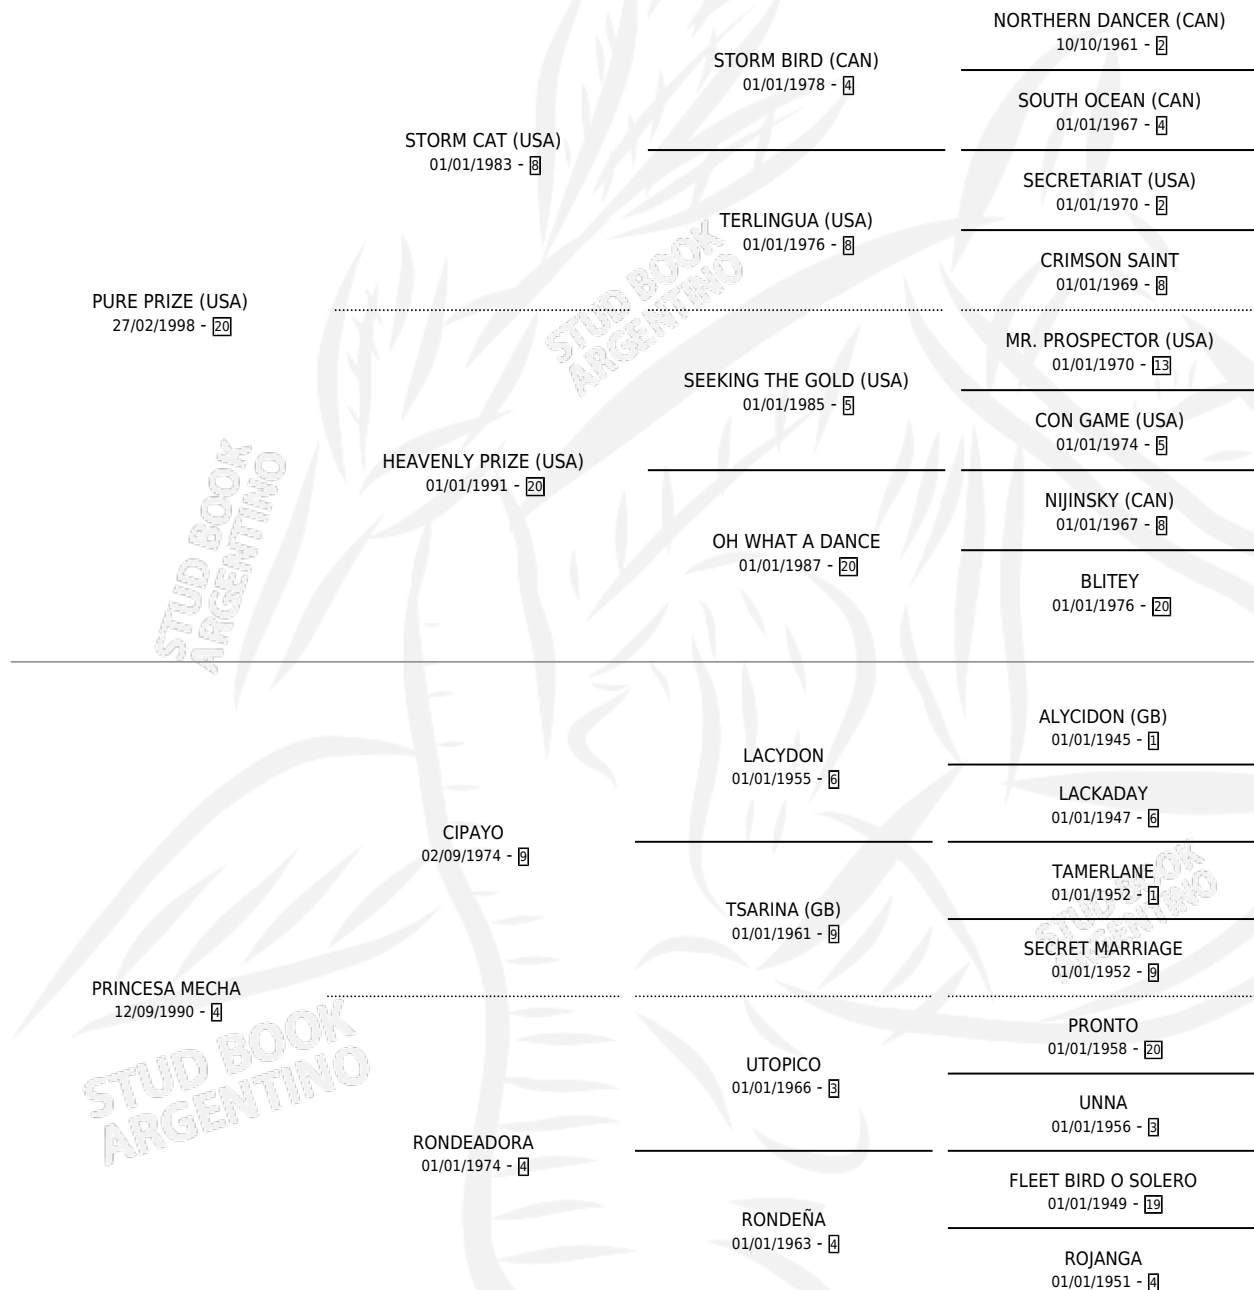 NORTHERN DANCER (CAN)
10/10/1961 - 2
STORM BIRD (CAN)
01/01/1978 - 4
SOUTH OCEAN (CAN)
01/01/1967 - 4
STORM CAT (USA)
01/01/1983 - 8
SECRETARIAT (USA)
01/01/1970 - 2
TERLINGUA (USA)
01/01/1976 - 8
CRIMSON SAINT
01/01/1969 - 8
PURE PRIZE (USA)
27/02/1998 - 20
STUD BOOK
ARGENTINO
MR. PROSPECTOR (USA)
01/01/1970 - 13
SEEKING THE GOLD (USA)
01/01/1985 - 5
CON GAME (USA)
01/01/1974 - 5
HEAVENLY PRIZE (USA)
01/01/1991 - 20
NIJINSKY (CAN)
01/01/1967 - 8
OH WHAT A DANCE
01/01/1987 - 20
BLITEY
01/01/1976 - 20
STUD BOOK
ARGENTINO
ALYCIDON (GB)
01/01/1945 - 1
LACYDON
01/01/1955 - 6
LACKADAY
01/01/1947 - 6
CIPAYO
02/09/1974 - 9
TAMERLANE
01/01/1952 - 1
TSARINA (GB)
01/01/1961 - 9
SECRET MARRIAGE
01/01/1952 - 9
STUD BOOK
ARGENTINO
PRINCESA MECHA
12/09/1990 - 4
PRONTO
01/01/1958 - 20
UTOPICO
01/01/1966 - 3
UNNA
01/01/1956 - 3
STUD BOOK
ARGENTINO
RONDEADORA
01/01/1974 - 4
FLEET BIRD O SOLERO
01/01/1949 - 19
RONDEÑA
01/01/1963 - 4
ROJANGA
01/01/1951 - 4